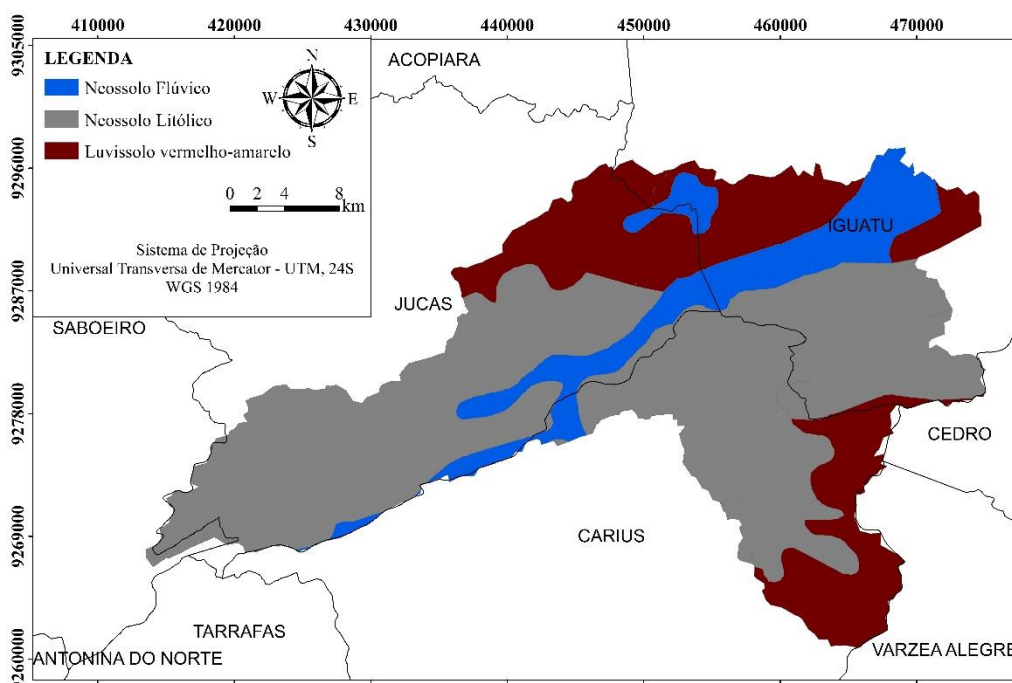 410000 420000 430000 440000 450000 460000 470000
9305000
9296000
9287000
9278000
9269000
9260000
LEGENDA
Neossolo Flúvico
Neossolo Litólico
Luvissolo vermelho-amarelo
N
W E
S
0 2 4 8
km
Sistema de Projeção
Universal Transversa de Mercator - UTM, 24S
WGS 1984
ACOPIARA
IGUATU
JUCAS
SABOEIRO
CEDRO
CARIUS
TARRAFAS
ANTONINA DO NORTE
VARZEA ALEGRE